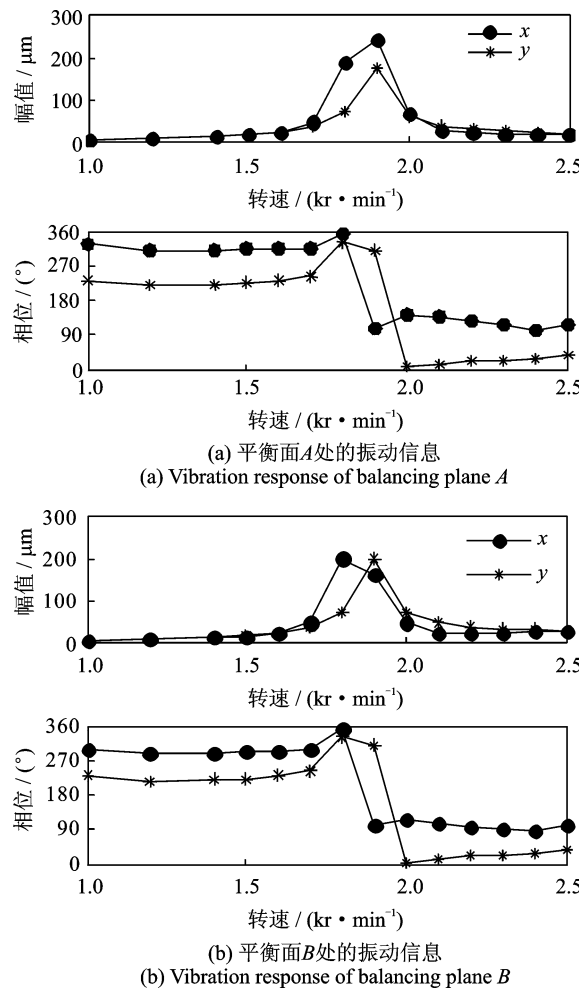 300
200
100
0
幅值 / μm
x
y
1.0 1.5 2.0 2.5
转速 / (kr·min⁻¹)
360
270
180
90
0
相位 / (°)
1.0 1.5 2.0 2.5
转速 / (kr·min⁻¹)
(a) 平衡面A处的振动信息
(a) Vibration response of balancing plane A
300
200
100
0
幅值 / μm
x
y
1.0 1.5 2.0 2.5
转速 / (kr·min⁻¹)
360
270
180
90
0
相位 / (°)
1.0 1.5 2.0 2.5
转速 / (kr·min⁻¹)
(b) 平衡面B处的振动信息
(b) Vibration response of balancing plane B